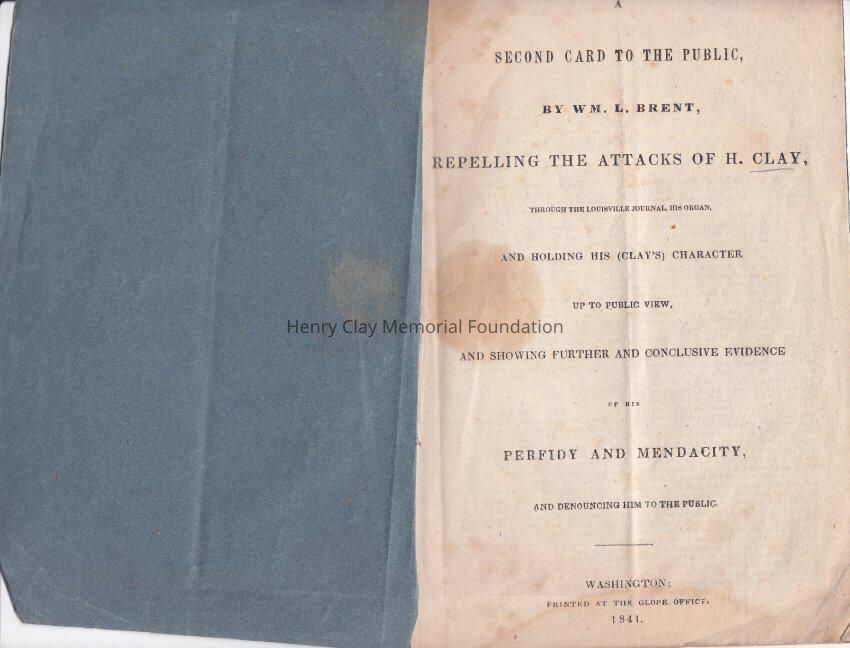 A
SECOND CARD TO THE PUBLIC,
BY WM. L. BRENT,
REPELLING THE ATTACKS OF H. CLAY,
THROUGH THE LOUISVILLE JOURNAL, HIS ORGAN,
AND HOLDING HIS (CLAY'S) CHARACTER
UP TO PUBLIC VIEW,
Henry Clay Memorial Foundation
AND SHOWING FURTHER AND CONCLUSIVE EVIDENCE
OF HIS
PERFIDY AND MENDACITY,
AND DENOUNCING HIM TO THE PUBLIC.
WASHINGTON:
PRINTED AT THE GLOBE OFFICE.
1841.